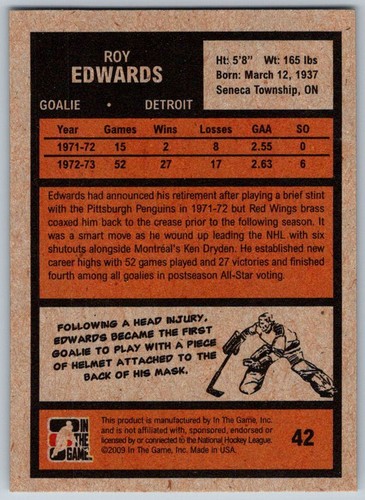 ROY
EDWARDS
GOALIE • DETROIT
Ht: 5'8" Wt: 165 lbs
Born: March 12, 1937
Seneca Township, ON
Year Games Wins Losses GAA SO
1971-72 15 2 8 2.55 0
1972-73 52 27 17 2.63 6
Edwards had announced his retirement after playing a brief stint
with the Pittsburgh Penguins in 1971-72 but Red Wings brass
coaxed him back to the crease prior to the following season. It
was a smart move as he wound up leading the NHL with six
shutouts alongside Montréal's Ken Dryden. He established new
career highs with 52 games played and 27 victories and finished
fourth among all goalies in postseason All-Star voting.
FOLLOWING A HEAD INJURY,
EDWARDS BECAME THE FIRST
GOALIE TO PLAY WITH A PIECE
OF HELMET ATTACHED TO THE
BACK OF HIS MASK.
IN
THE
GAME
This product is manufactured by In The Game, Inc.
and is not affiliated with, sponsored, endorsed or
licensed by or connected to the National Hockey League.
©2009 In The Game, Inc. Made in USA.
42